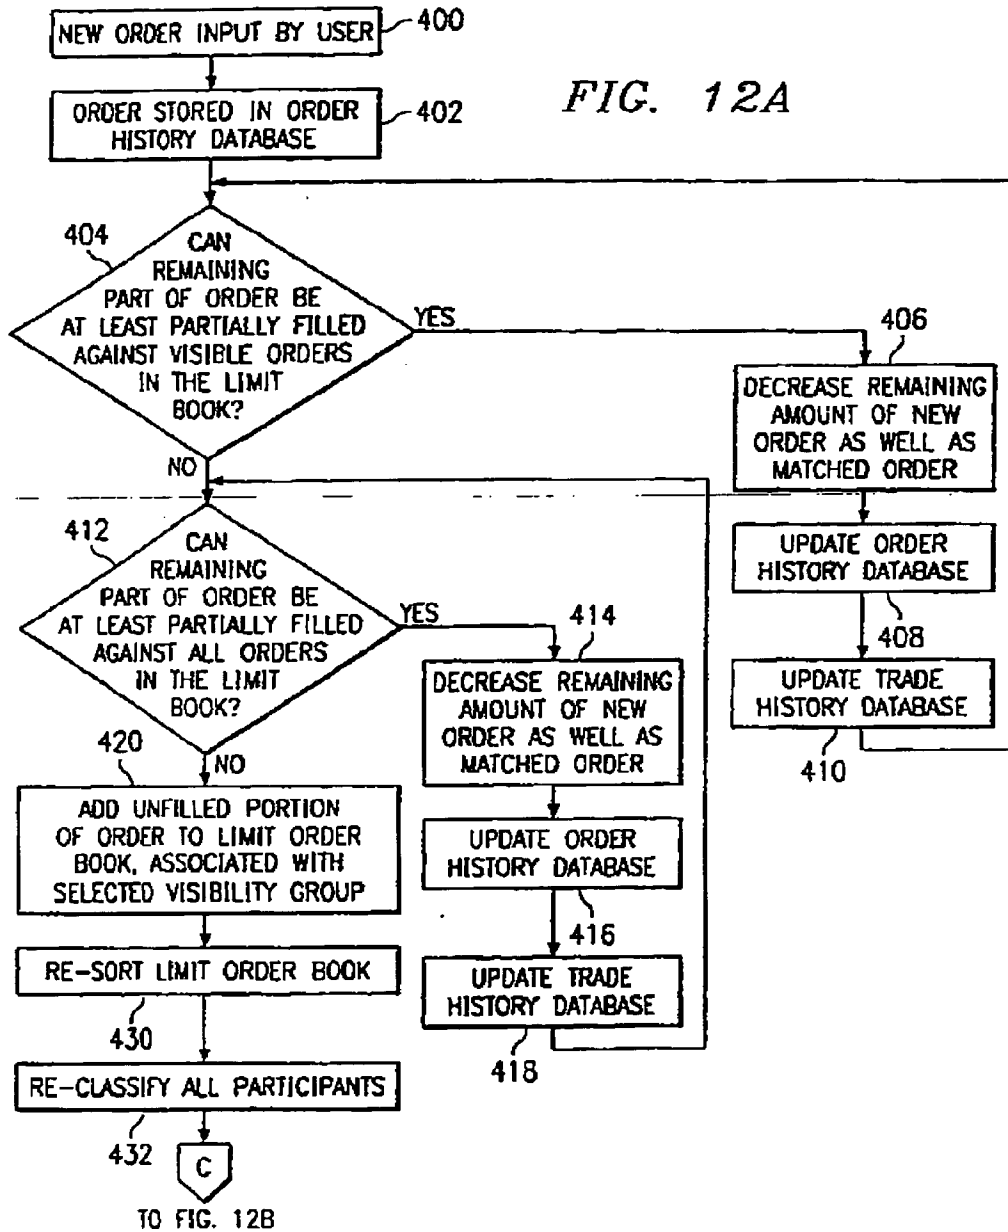 NEW ORDER INPUT BY USER
400
FIG. 12A
ORDER STORED IN ORDER
HISTORY DATABASE
402
404
CAN
REMAINING
PART OF ORDER BE
AT LEAST PARTIALLY FILLED
AGAINST VISIBLE ORDERS
IN THE LIMIT
BOOK?
YES
NO
406
DECREASE REMAINING
AMOUNT OF NEW
ORDER AS WELL AS
MATCHED ORDER
UPDATE ORDER
HISTORY DATABASE
408
UPDATE TRADE
HISTORY DATABASE
410
412
CAN
REMAINING
PART OF ORDER BE
AT LEAST PARTIALLY FILLED
AGAINST ALL ORDERS
IN THE LIMIT
BOOK?
YES
NO
414
DECREASE REMAINING
AMOUNT OF NEW
ORDER AS WELL AS
MATCHED ORDER
UPDATE ORDER
HISTORY DATABASE
416
UPDATE TRADE
HISTORY DATABASE
418
420
ADD UNFILLED PORTION
OF ORDER TO LIMIT ORDER
BOOK, ASSOCIATED WITH
SELECTED VISIBILITY GROUP
RE-SORT LIMIT ORDER BOOK
430
RE-CLASSIFY ALL PARTICIPANTS
432
C
TO FIG. 12B